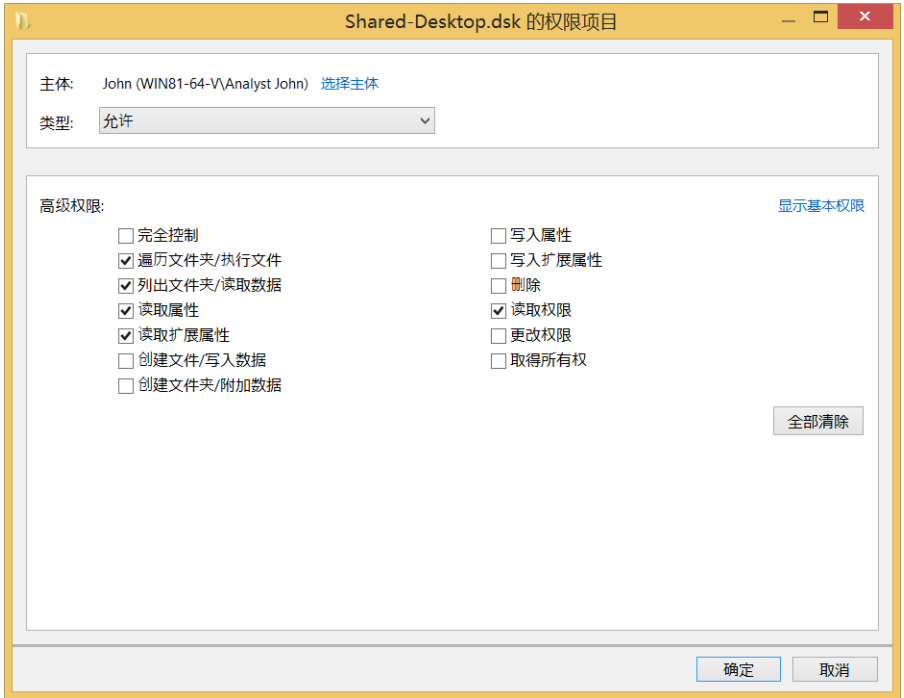 Shared-Desktop.dsk 的权限项目
主体: John (WIN81-64-V\Analyst John) 选择主体
类型: 允许
高级权限: 显示基本权限
完全控制 写入属性
遍历文件夹/执行文件 写入扩展属性
列出文件夹/读取数据 删除
读取属性 读取权限
读取扩展属性 更改权限
创建文件/写入数据 取得所有权
创建文件夹/附加数据
全部清除
确定 取消